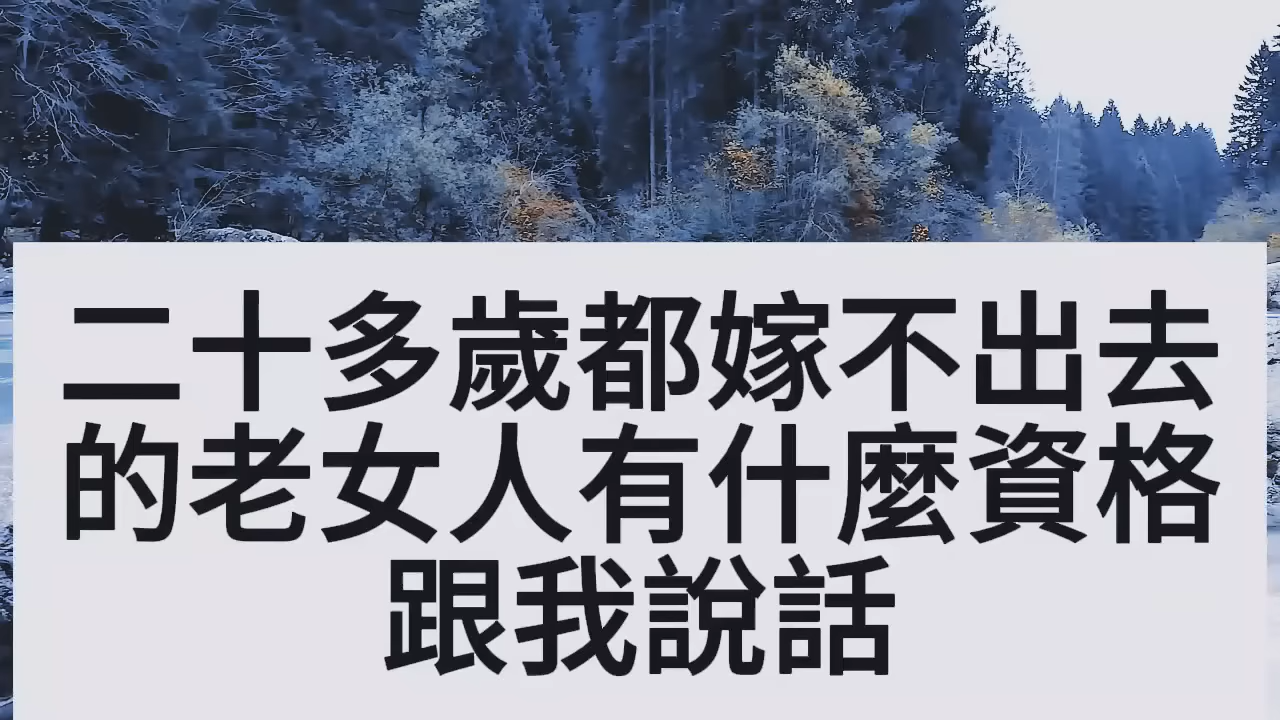 二十多歲都嫁不出去
的老女人有什麼資格
跟我說話